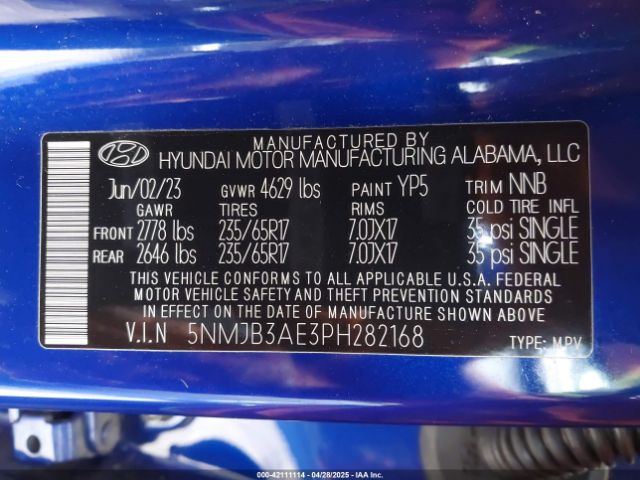 MANUFACTURED BY
HYUNDAI MOTOR MANUFACTURING ALABAMA, LLC
Jun/02/23 GVWR 4629 lbs PAINT YP5 TRIM NNB
GAWR TIRES RIMS COLD TIRE INFL
FRONT 2778 lbs 235/65R17 7.0JX17 35 psi SINGLE
REAR 2646 lbs 235/65R17 7.0JX17 35 psi SINGLE
THIS VEHICLE CONFORMS TO ALL APPLICABLE U.S.A. FEDERAL
MOTOR VEHICLE SAFETY AND THEFT PREVENTION STANDARDS
IN EFFECT ON THE DATE OF MANUFACTURE SHOWN ABOVE
V.I.N 5NMJB3AE3PH282168 TYPE: MPV
000-42111114 | 04/28/2025 | IAA Inc.